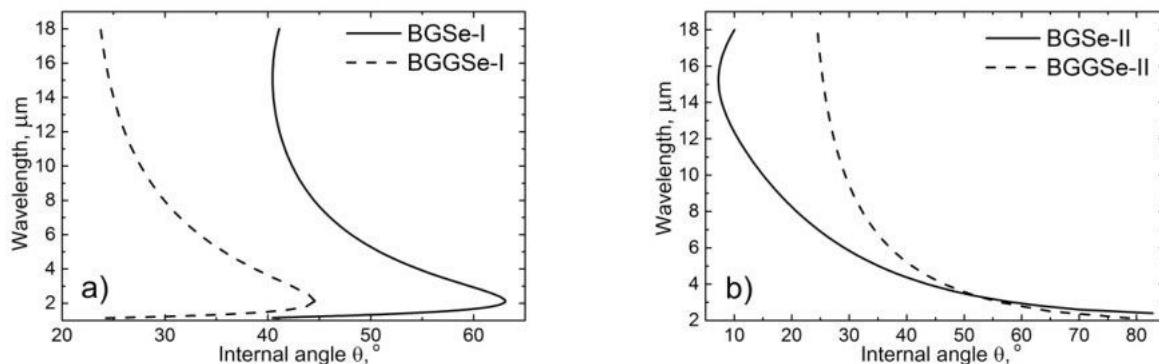 18
16
14
12
10
8
6
4
2
Wavelength, μm
BGSe-I
BGGSe-I
a)
20 30 40 50 60
Internal angle θ,°
18
16
14
12
10
8
6
4
2
Wavelength, μm
BGSe-II
BGGSe-II
b)
10 20 30 40 50 60 70 80
Internal angle θ,°